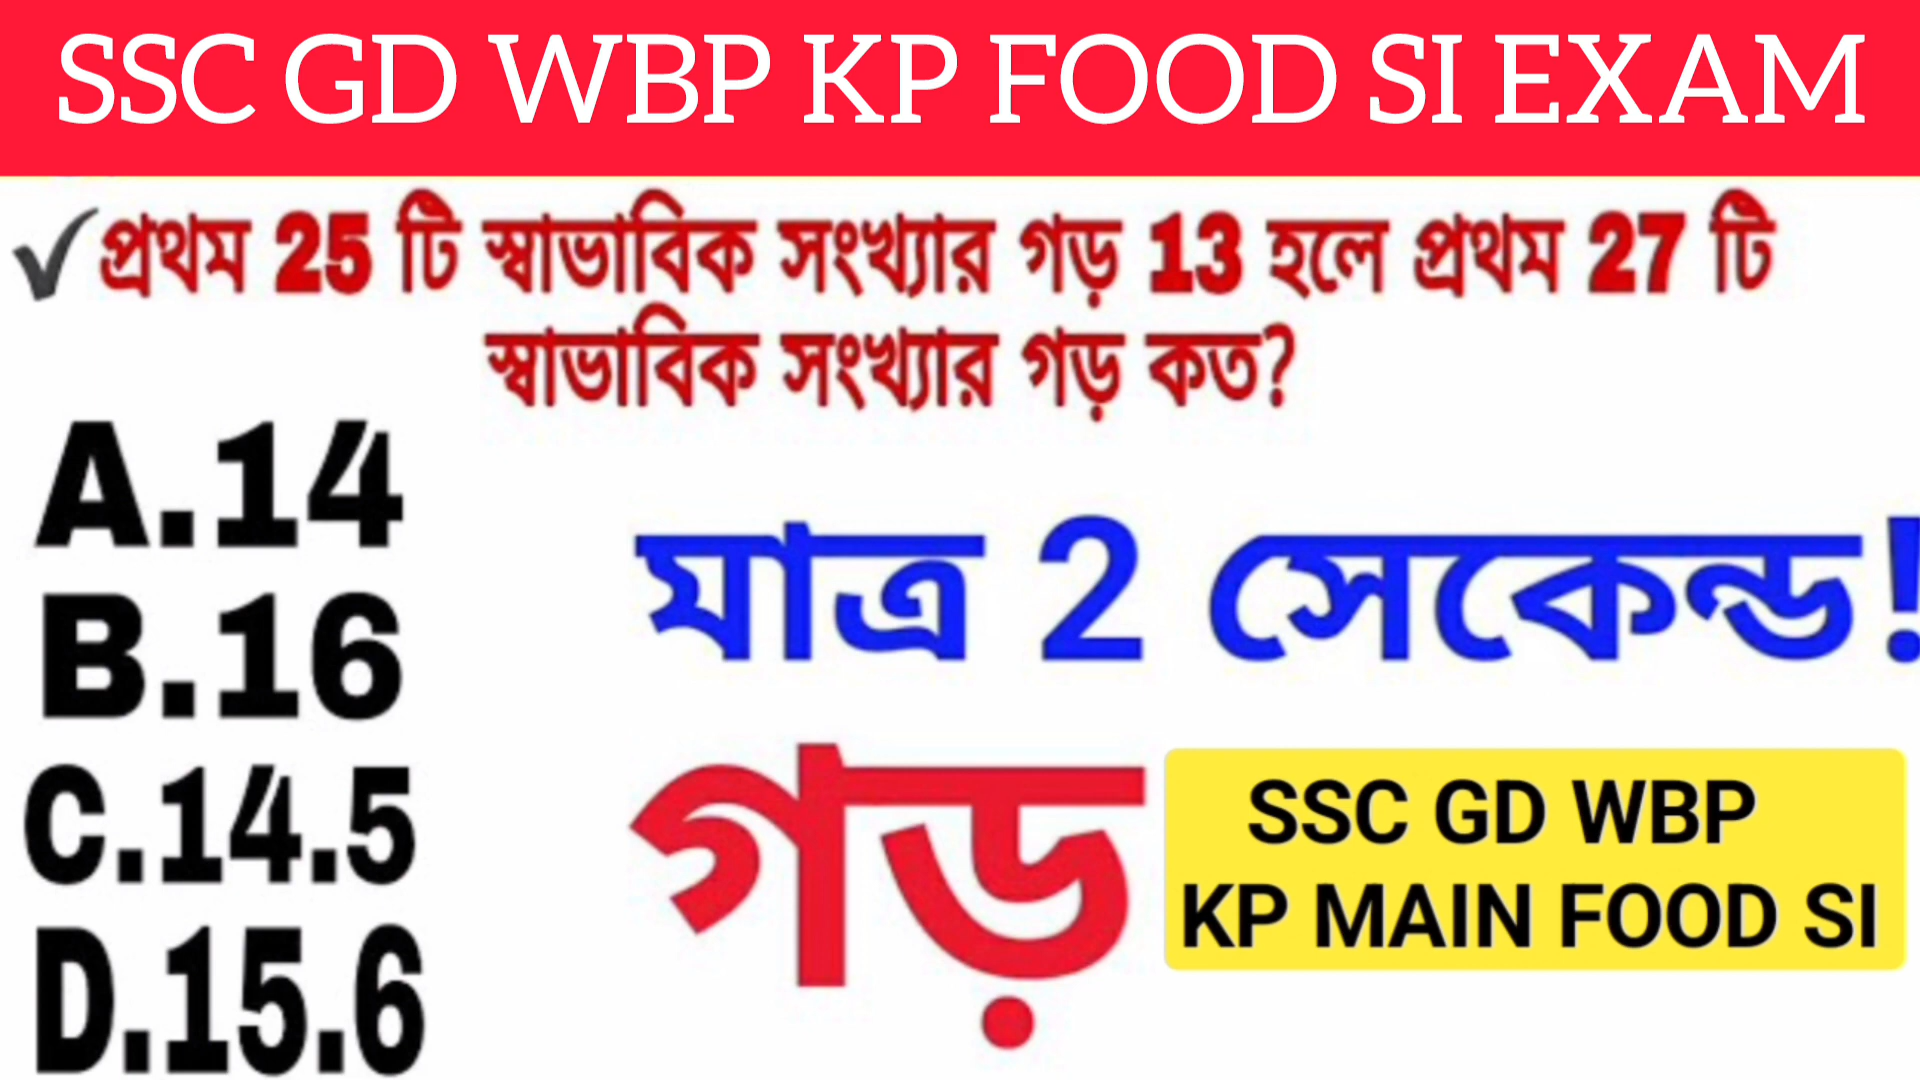 SSC GD WBP KP FOOD SI EXAM
✓প্রথম 25 টি স্বাভাবিক সংখ্যার গড় 13 হলে প্রথম 27 টি
স্বাভাবিক সংখ্যার গড় কত?
A.14
B.16
C.14.5
D.15.6
মাত্র 2 সেকেন্ড!
গড়
SSC GD WBP
KP MAIN FOOD SI